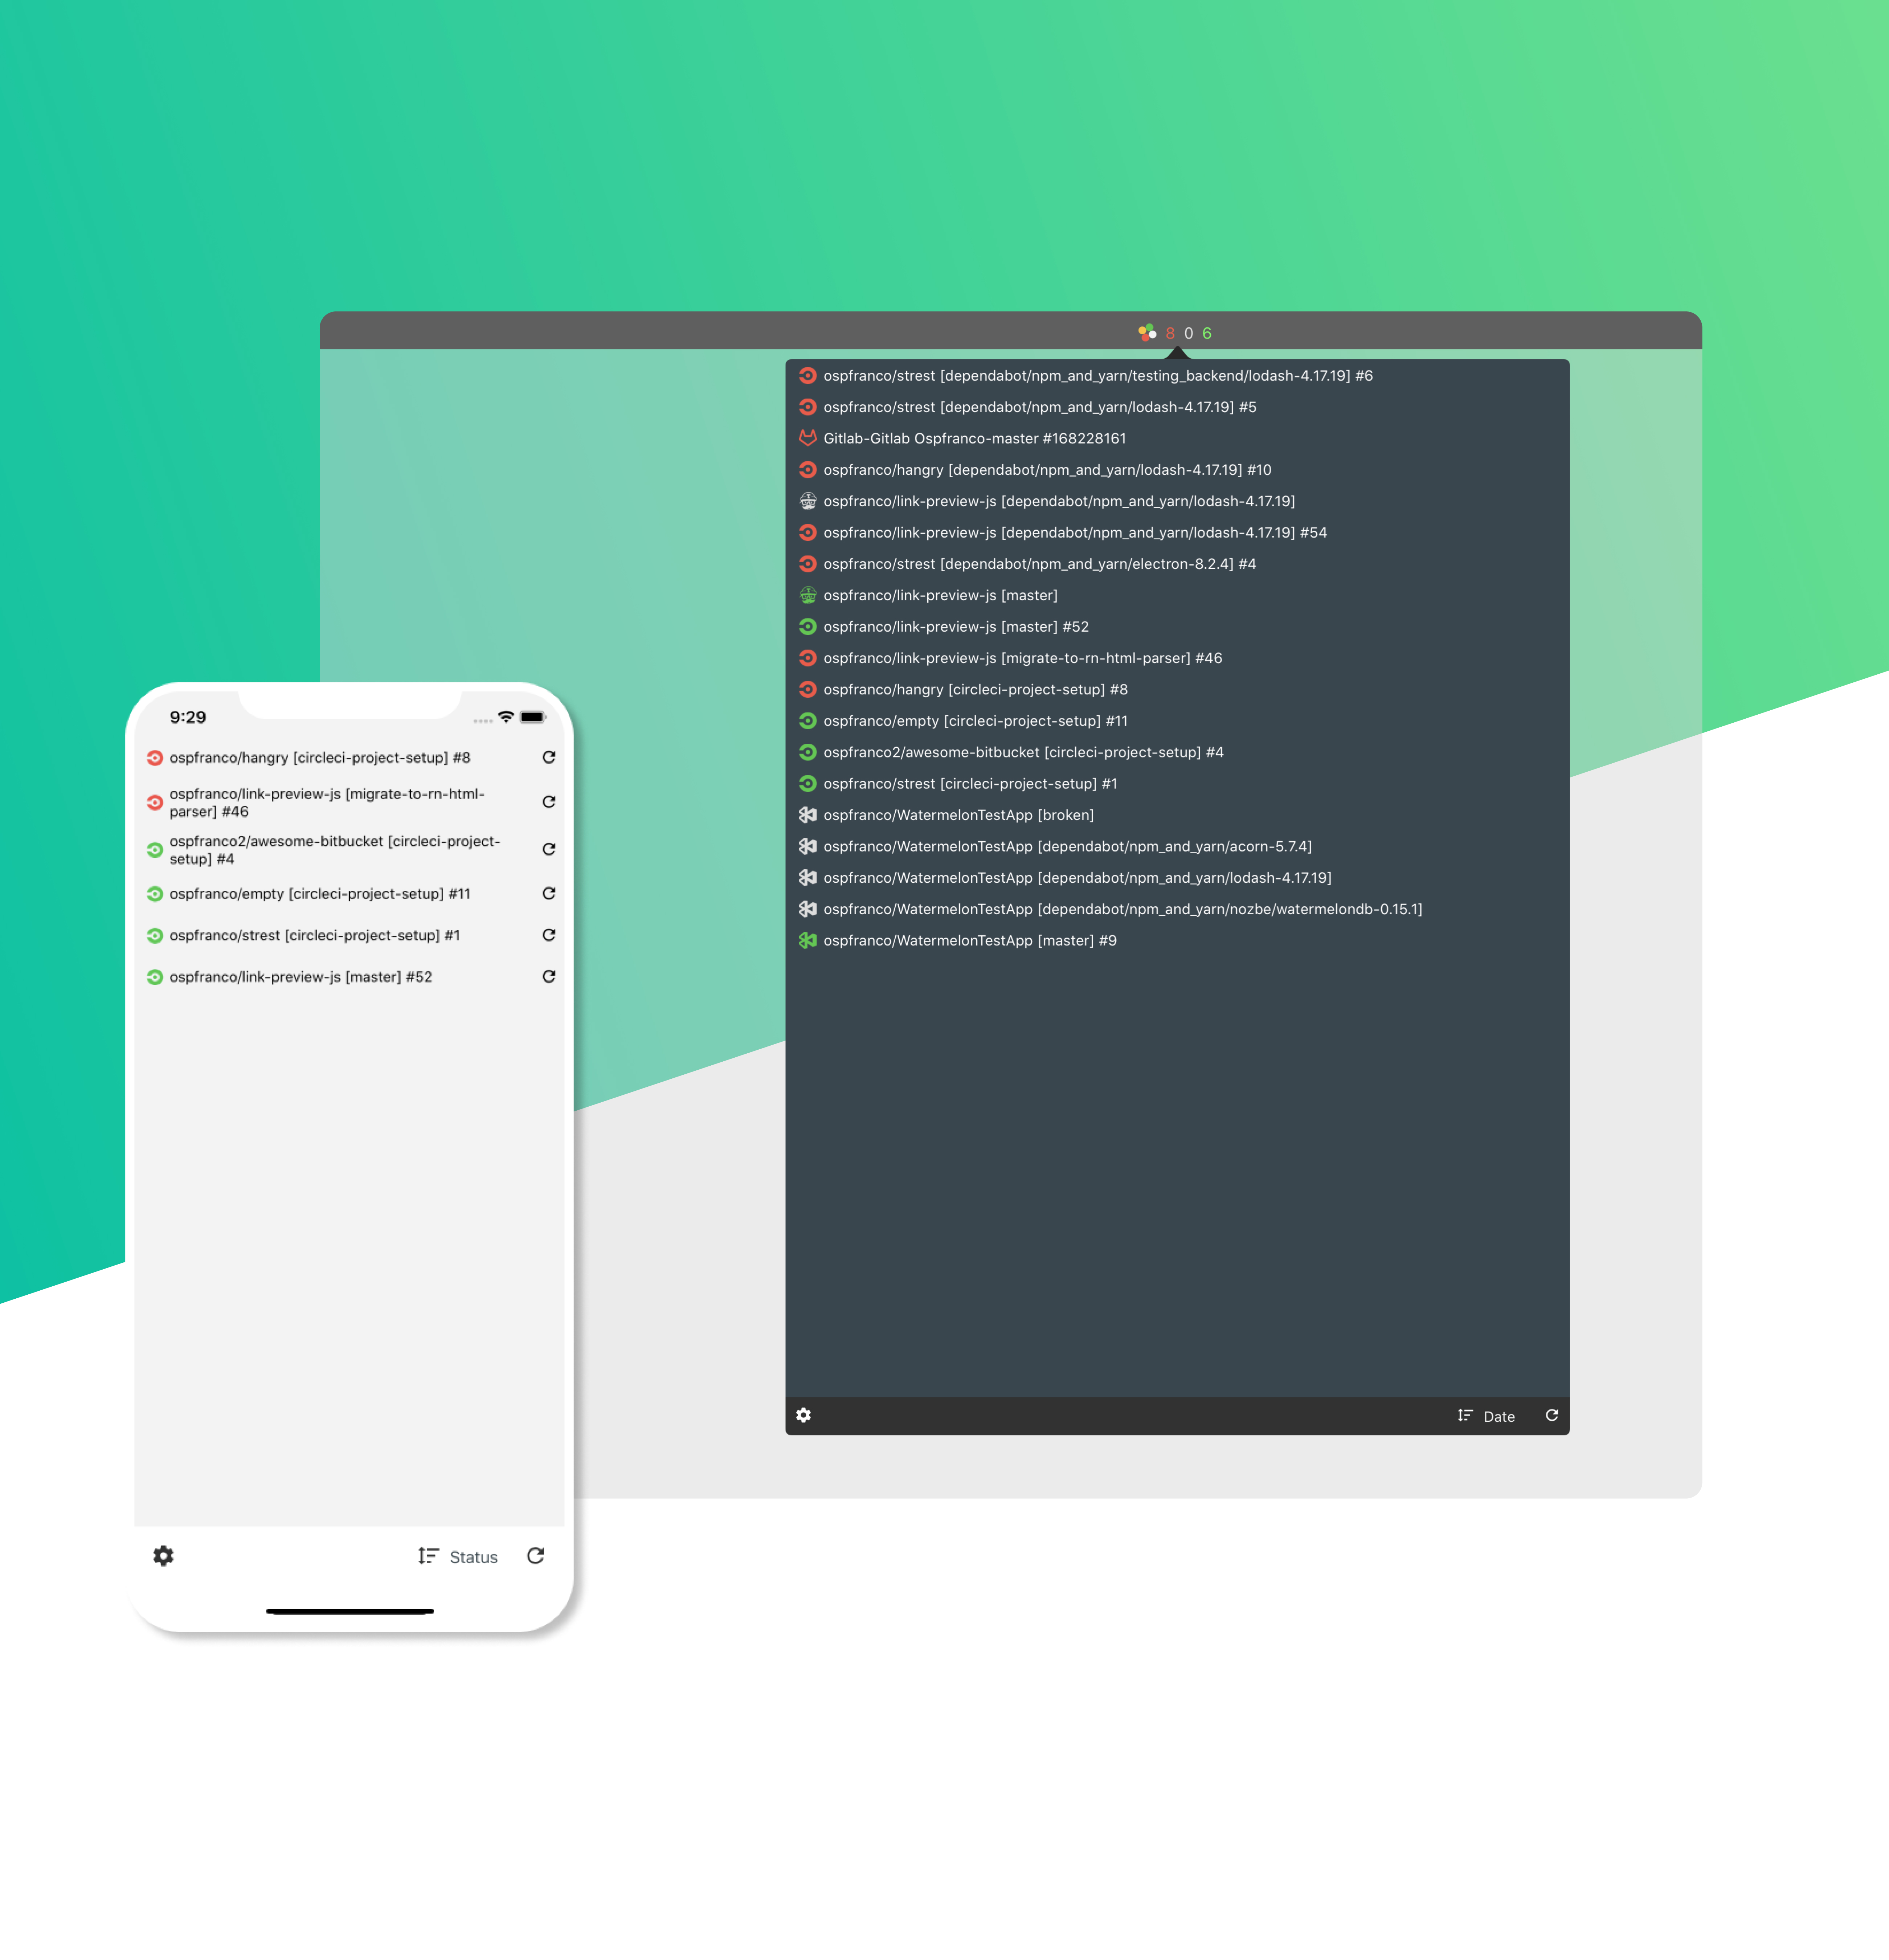 8 0 6
ospfranco/strest [dependabot/npm_and_yarn/testing_backend/lodash-4.17.19] #6
ospfranco/strest [dependabot/npm_and_yarn/lodash-4.17.19] #5
Gitlab-Gitlab Ospfranco-master #168228161
ospfranco/hangry [dependabot/npm_and_yarn/lodash-4.17.19] #10
ospfranco/link-preview-js [dependabot/npm_and_yarn/lodash-4.17.19]
ospfranco/link-preview-js [dependabot/npm_and_yarn/lodash-4.17.19] #54
ospfranco/strest [dependabot/npm_and_yarn/electron-8.2.4] #4
ospfranco/link-preview-js [master]
ospfranco/link-preview-js [master] #52
ospfranco/link-preview-js [migrate-to-rn-html-parser] #46
ospfranco/hangry [circleci-project-setup] #8
ospfranco/empty [circleci-project-setup] #11
ospfranco2/awesome-bitbucket [circleci-project-setup] #4
ospfranco/strest [circleci-project-setup] #1
ospfranco/WatermelonTestApp [broken]
ospfranco/WatermelonTestApp [dependabot/npm_and_yarn/acorn-5.7.4]
ospfranco/WatermelonTestApp [dependabot/npm_and_yarn/lodash-4.17.19]
ospfranco/WatermelonTestApp [dependabot/npm_and_yarn/nozbe/watermelondb-0.15.1]
ospfranco/WatermelonTestApp [master] #9
Date
9:29
ospfranco/hangry [circleci-project-setup] #8
ospfranco/link-preview-js [migrate-to-rn-html-
parser] #46
ospfranco2/awesome-bitbucket [circleci-project-
setup] #4
ospfranco/empty [circleci-project-setup] #11
ospfranco/strest [circleci-project-setup] #1
ospfranco/link-preview-js [master] #52
Status